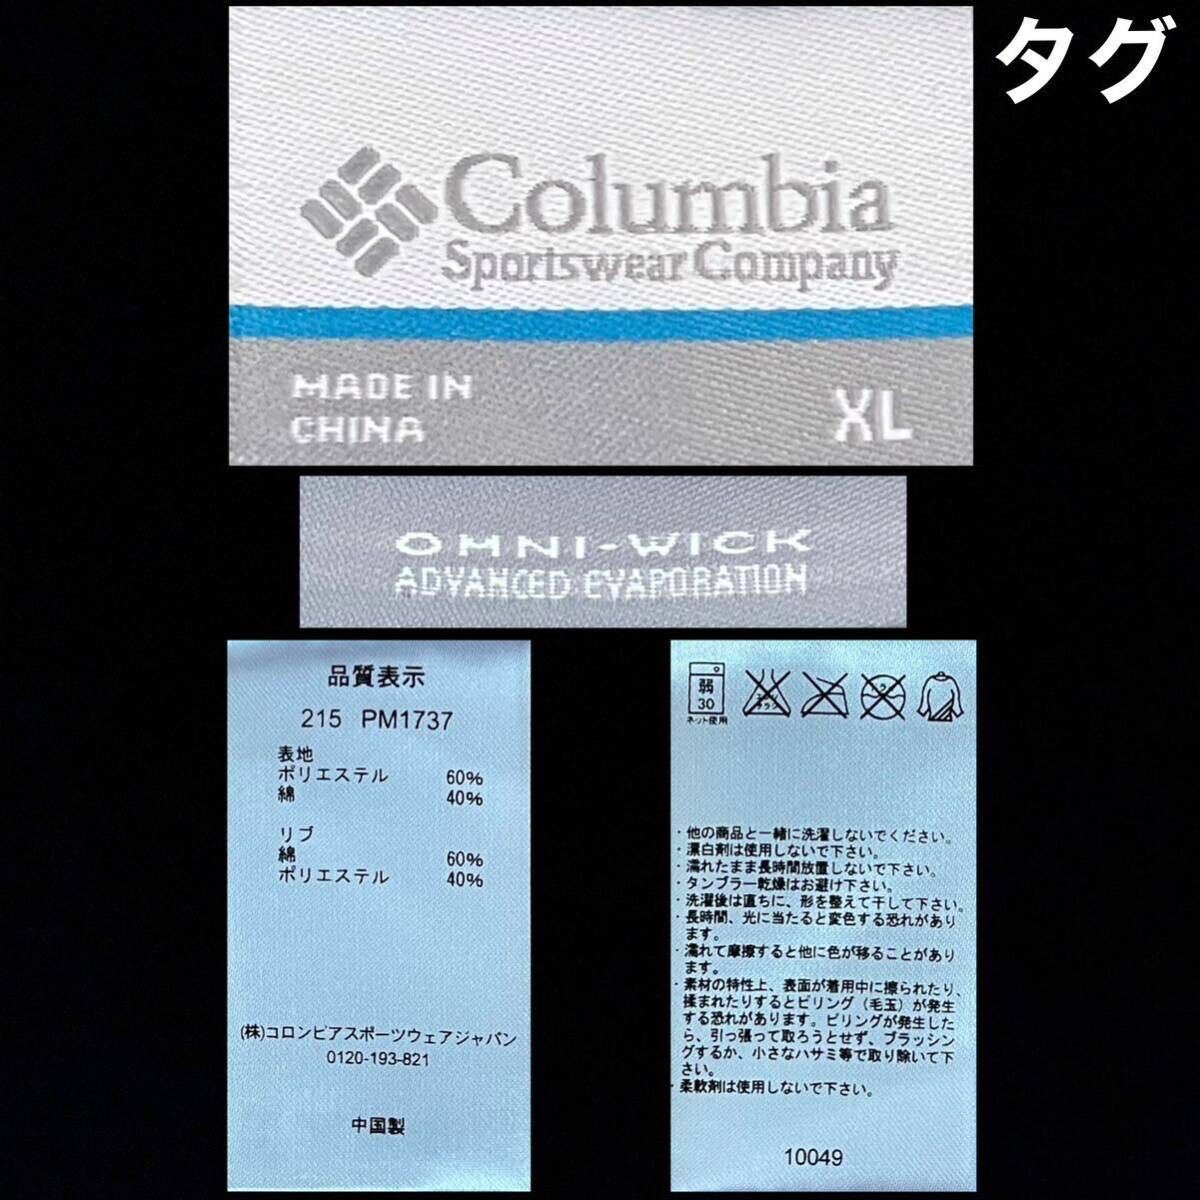 タグ
Columbia
Sportswear Company
MADE IN
CHINA
XL
OMNI-WICK
ADVANCED EVAPORATION
品質表示
215 PM1737
表地
ポリエステル 60%
綿 40%
リブ
綿 60%
ポリエステル 40%
(株)コロンビアスポーツウェアジャパン
0120-193-821
中国製
弱
30
ネット使用
エンソ
サラシ
ドライ
・他の商品と一緒に洗濯しないでください。
・漂白剤は使用しないで下さい。
・濡れたまま長時間放置しないで下さい。
・タンブラー乾燥はお避け下さい。
・洗濯後は直ちに、形を整えて干して下さい。
・長時間、光に当たると変色する恐れがあり
ます。
・濡れて摩擦すると他に色が移ることがあり
ます。
・素材の特性上、表面が着用中に擦られたり、
揉まれたりするとピリング（毛玉）が発生
する恐れがあります。ピリングが発生した
ら、引っ張って取ろうとせず、ブラッシン
グするか、小さなハサミ等で取り除いて下
さい。
・柔軟剤は使用しないで下さい。
10049